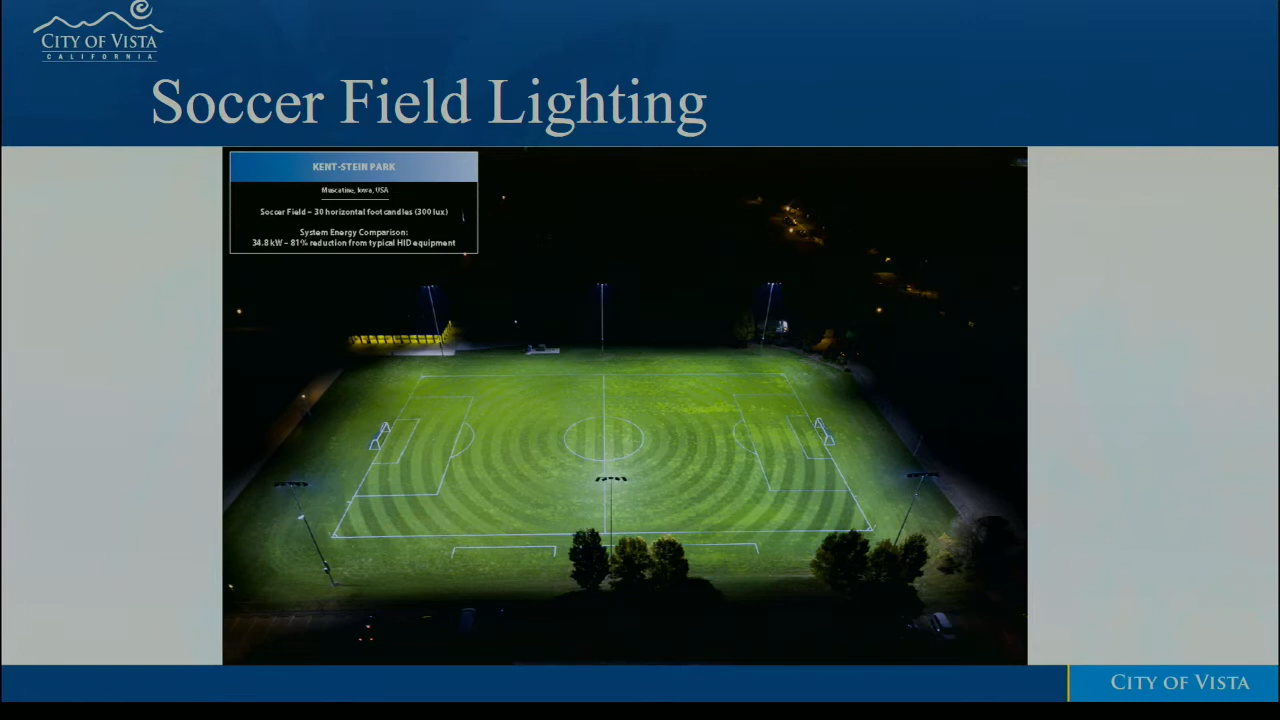 CITY OF VISTA
CALIFORNIA
Soccer Field Lighting
KENT-STEIN PARK
Muscatine, Iowa, USA
Soccer Field – 30 horizontal footcandles (300 lux)
System Energy Comparison:
34.8 kW – 81% reduction from typical HID equipment
CITY OF VISTA